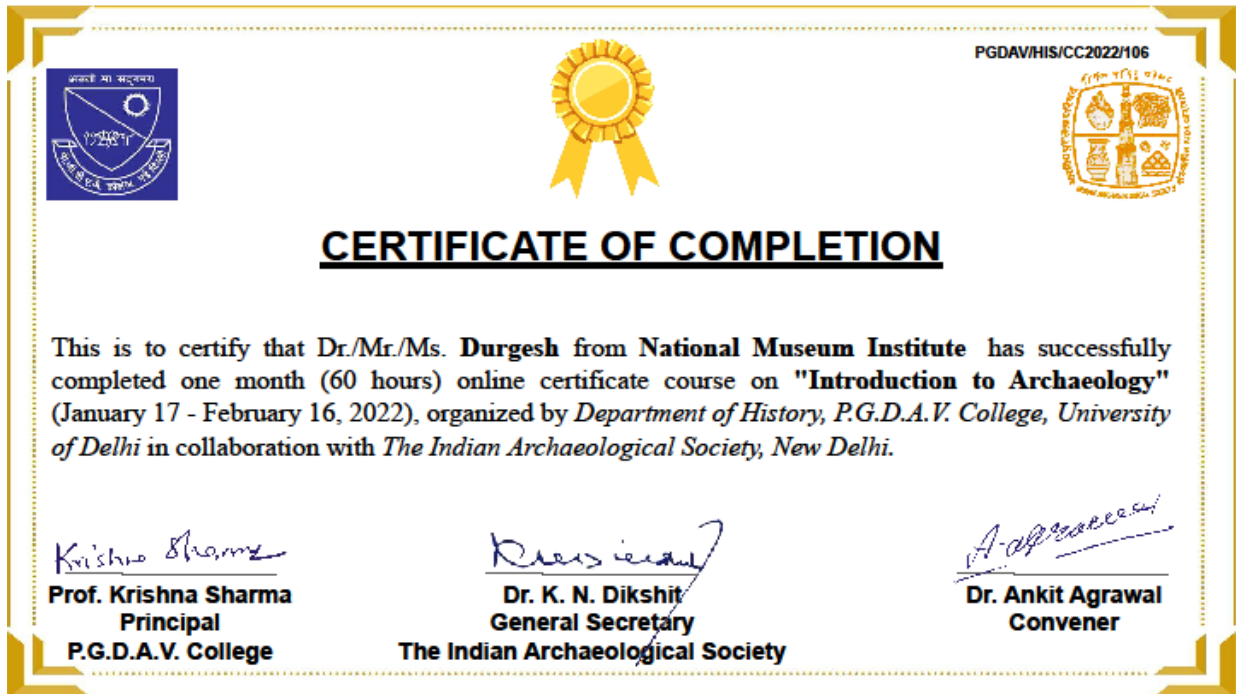 PGDAV/HIS/CC2022/106
असतो मा सद्गमय
CERTIFICATE OF COMPLETION
This is to certify that Dr./Mr./Ms. Durgesh from National Museum Institute has successfully
completed one month (60 hours) online certificate course on "Introduction to Archaeology"
(January 17 - February 16, 2022), organized by Department of History, P.G.D.A.V. College, University
of Delhi in collaboration with The Indian Archaeological Society, New Delhi.
Krishna Sharma
A. Agrawal
Prof. Krishna Sharma
Principal
P.G.D.A.V. College
Dr. K. N. Dikshit
General Secretary
The Indian Archaeological Society
Dr. Ankit Agrawal
Convener